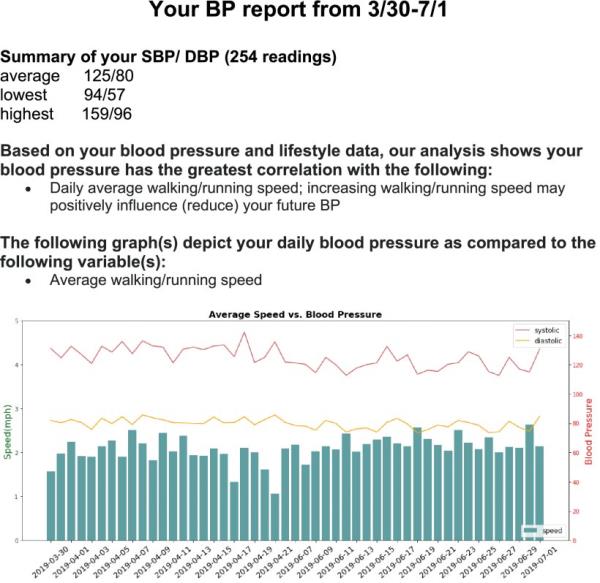 Your BP report from 3/30-7/1
Summary of your SBP/ DBP (254 readings)
average 125/80
lowest 94/57
highest 159/96
Based on your blood pressure and lifestyle data, our analysis shows your
blood pressure has the greatest correlation with the following:
• Daily average walking/running speed; increasing walking/running speed may
positively influence (reduce) your future BP
The following graph(s) depict your daily blood pressure as compared to the
following variable(s):
• Average walking/running speed
Average Speed vs. Blood Pressure
systolic
diastolic
5
4
3
2
1
0
Speed(mph)
140
120
100
80
60
40
20
0
Blood Pressure
speed
2019-03-30
2019-04-01
2019-04-03
2019-04-05
2019-04-07
2019-04-09
2019-04-11
2019-04-13
2019-04-15
2019-04-17
2019-04-19
2019-04-21
2019-06-07
2019-06-09
2019-06-11
2019-06-13
2019-06-15
2019-06-17
2019-06-19
2019-06-21
2019-06-23
2019-06-25
2019-06-27
2019-06-29
2019-07-01